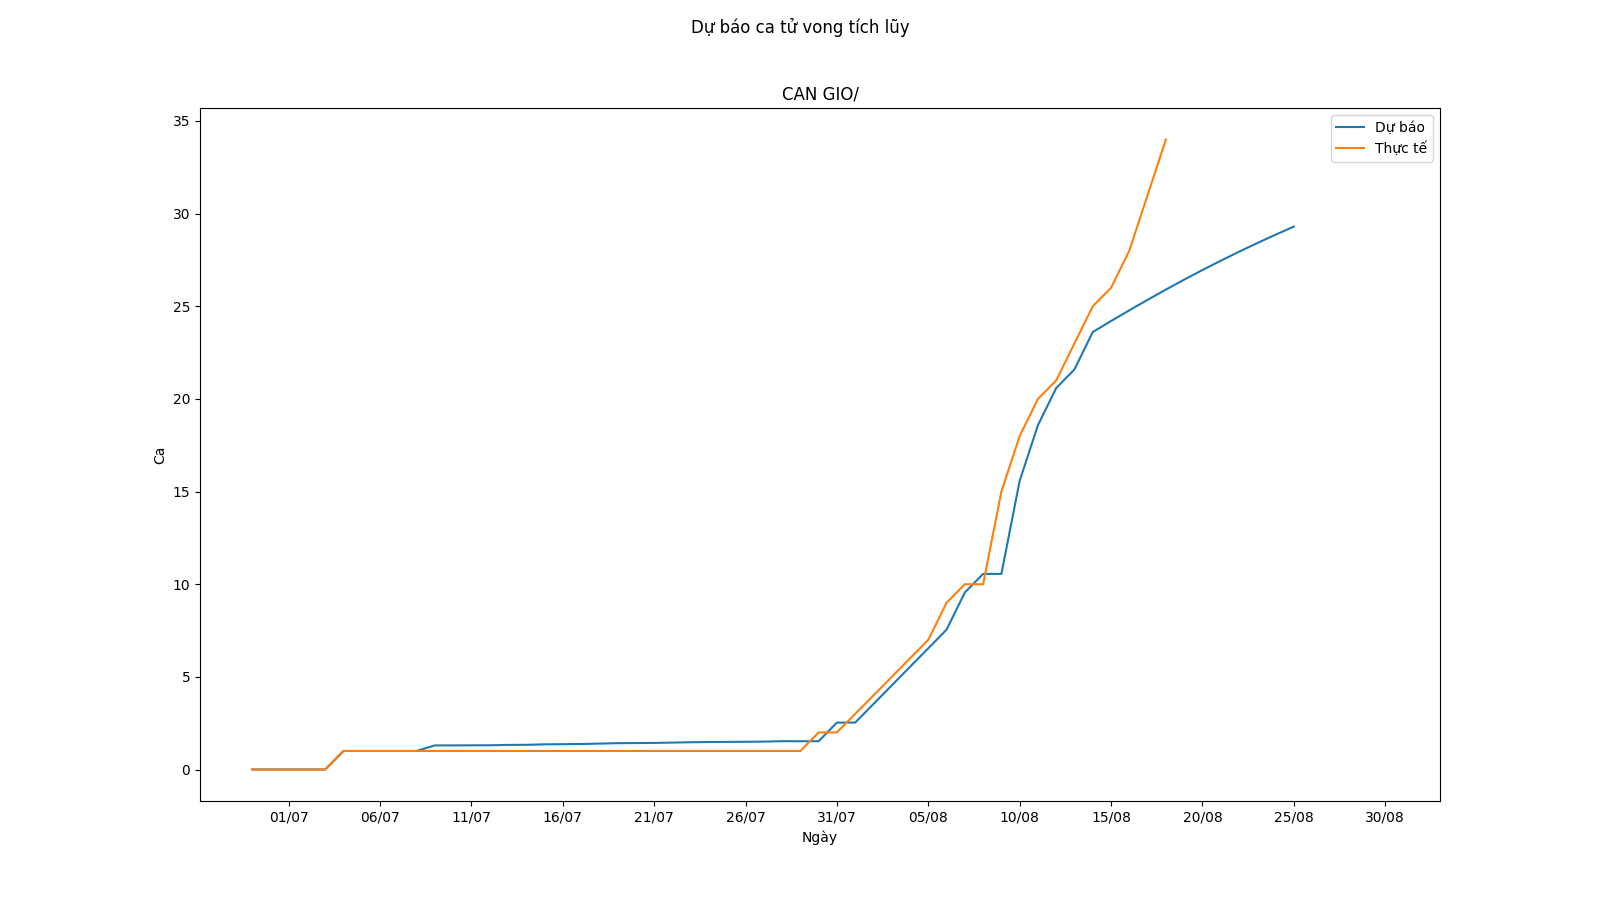 Dự báo ca tử vong tích lũy
CAN GIO/
Dự báo
Thực tế
35
30
25
20
15
10
5
0
Ca
01/07 06/07 11/07 16/07 21/07 26/07 31/07 05/08 10/08 15/08 20/08 25/08 30/08
Ngày